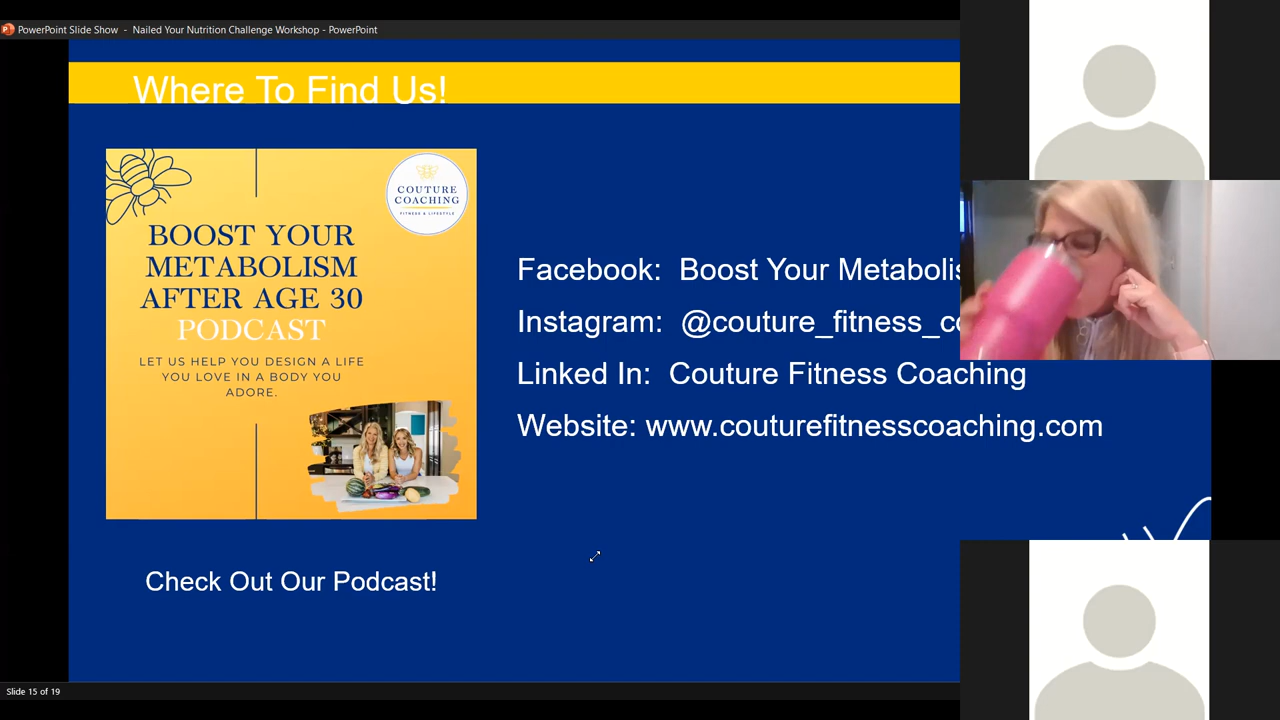 PowerPoint Slide Show - Nailed Your Nutrition Challenge Workshop - PowerPoint
Where To Find Us!
COUTURE
COACHING
FITNESS & LIFESTYLE
BOOST YOUR
METABOLISM
AFTER AGE 30
PODCAST
LET US HELP YOU DESIGN A LIFE
YOU LOVE IN A BODY YOU
ADORE.
Facebook: Boost Your
Instagram:
Linked In: Couture Fitness Coaching
Website: www.couturefitnesscoaching.com
Check Out Our Podcast!
Slide 15 of 19